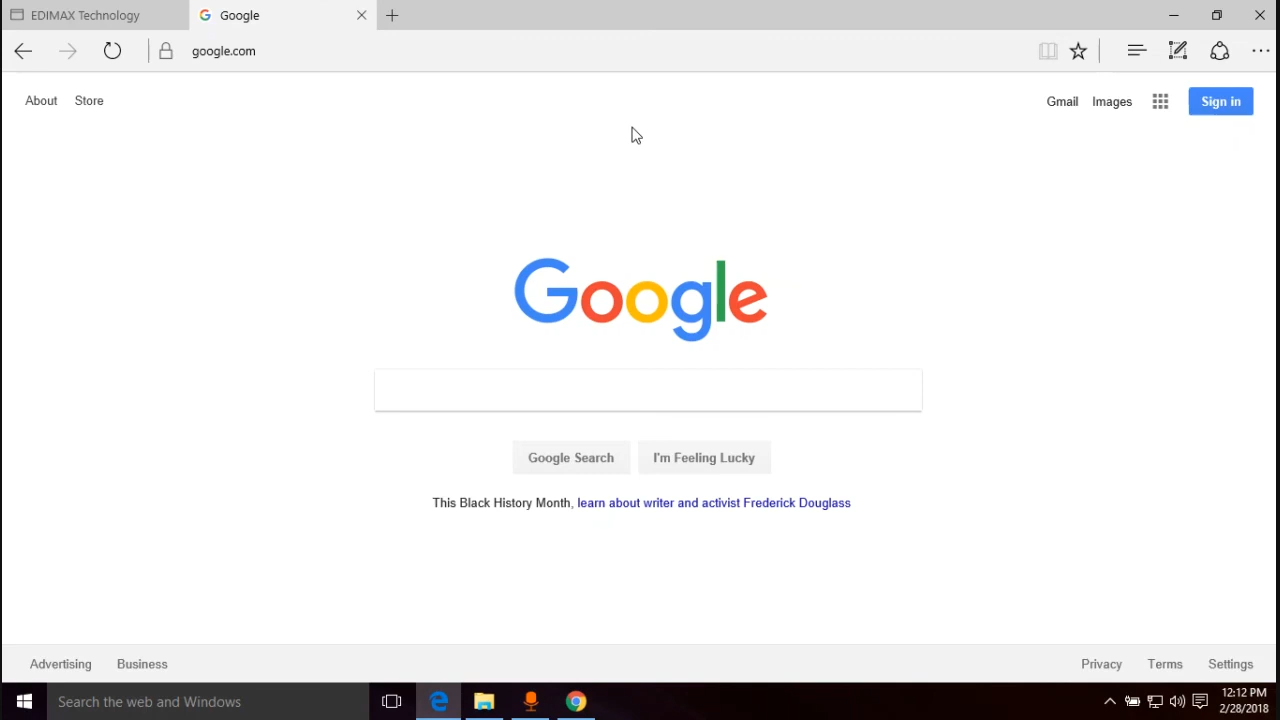 EDIMAX Technology
Google
google.com
About Store
Gmail Images Sign in
Google
Google Search I'm Feeling Lucky
This Black History Month, learn about writer and activist Frederick Douglass
Advertising Business
Privacy Terms Settings
Search the web and Windows
12:12 PM
2/28/2018